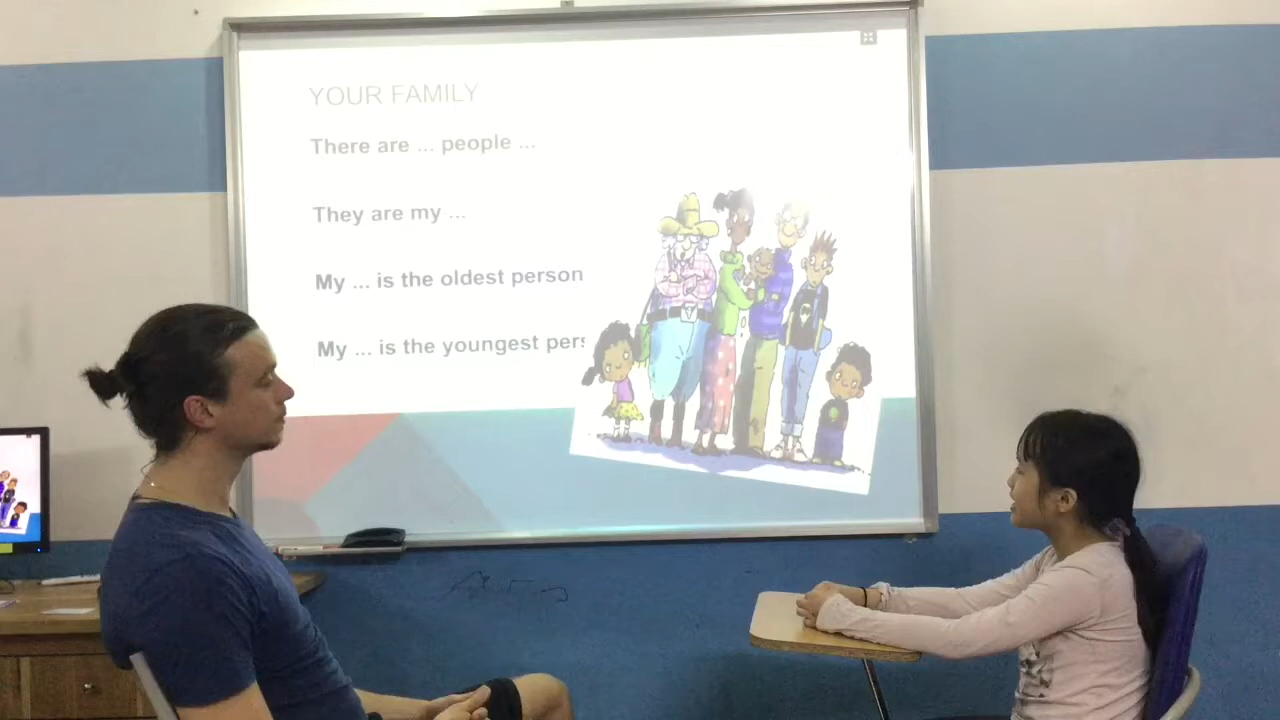 YOUR FAMILY
There are ... people ...
They are my ...
My ... is the oldest person
My ... is the youngest pers